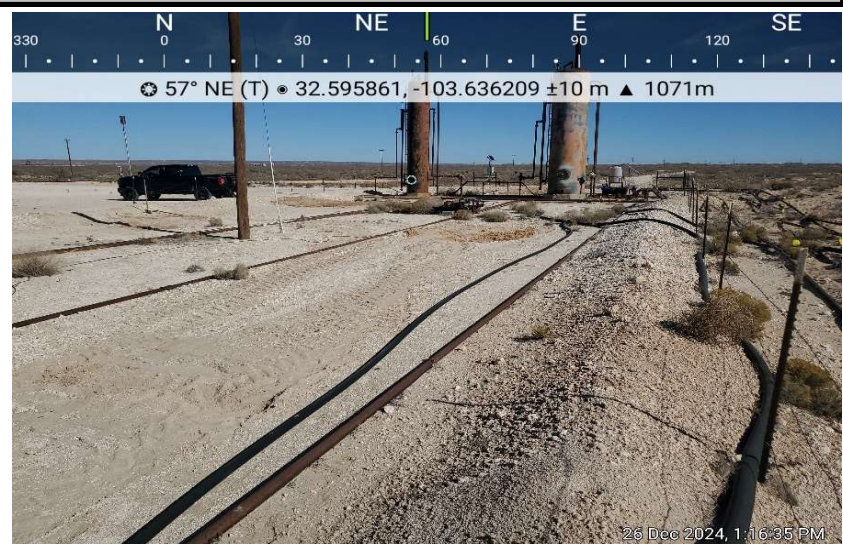 N NE E SE
330 0 30 60 90 120
57° NE (T) 32.595861, -103.636209 ±10 m ▲ 1071m
26 Dec 2024, 1:16:35 PM